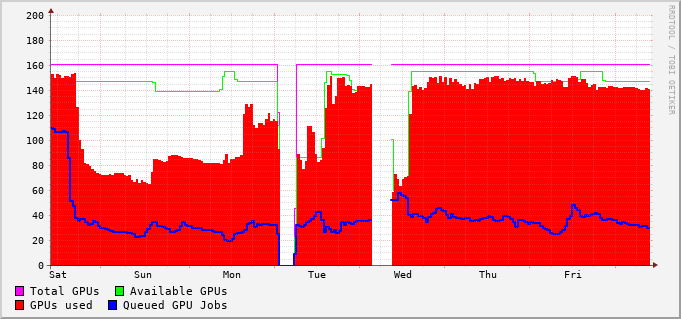 200
180
160
140
120
100
80
60
40
20
0
Sat Sun Mon Tue Wed Thu Fri
Total GPUs Available GPUs
GPUs used Queued GPU Jobs
RRDTOOL / TOBI OETIKER